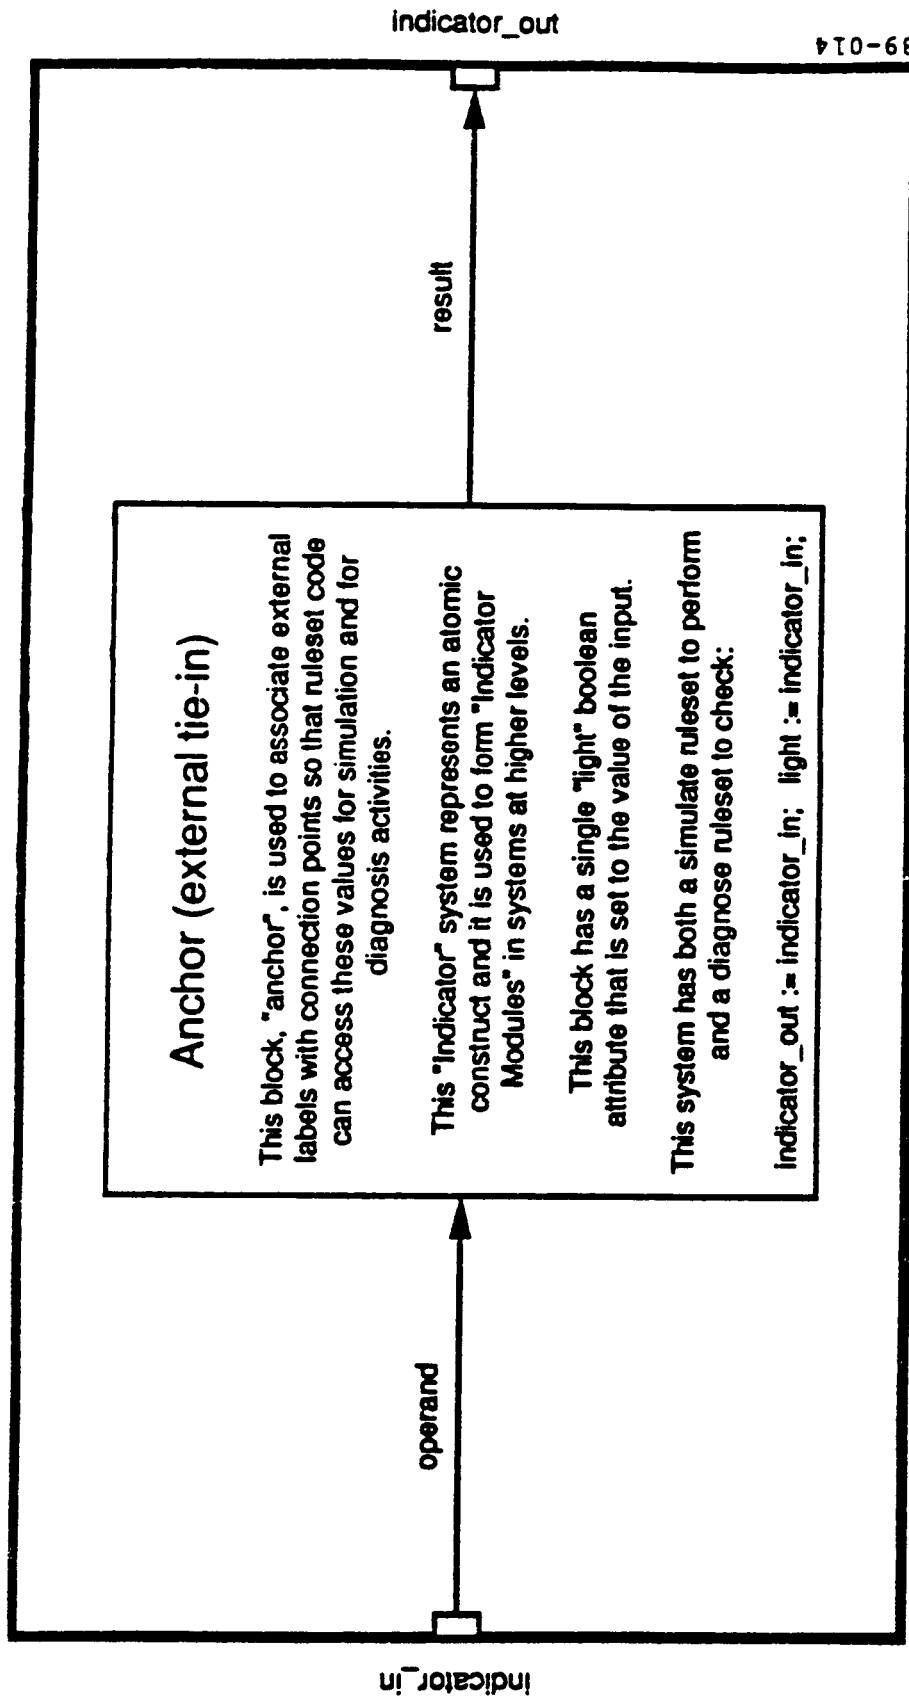 indicator_out
39-014
result
Anchor (external tie-in)
This block, "anchor", is used to associate external
labels with connection points so that ruleset code
can access these values for simulation and for
diagnosis activities.
This "Indicator" system represents an atomic
construct and it is used to form "Indicator
Modules" in systems at higher levels.
This block has a single "light" boolean
attribute that is set to the value of the input.
This system has both a simulate ruleset to perform
and a diagnose ruleset to check:
indicator_out := indicator_in; light := indicator_in;
operand
indicator_in